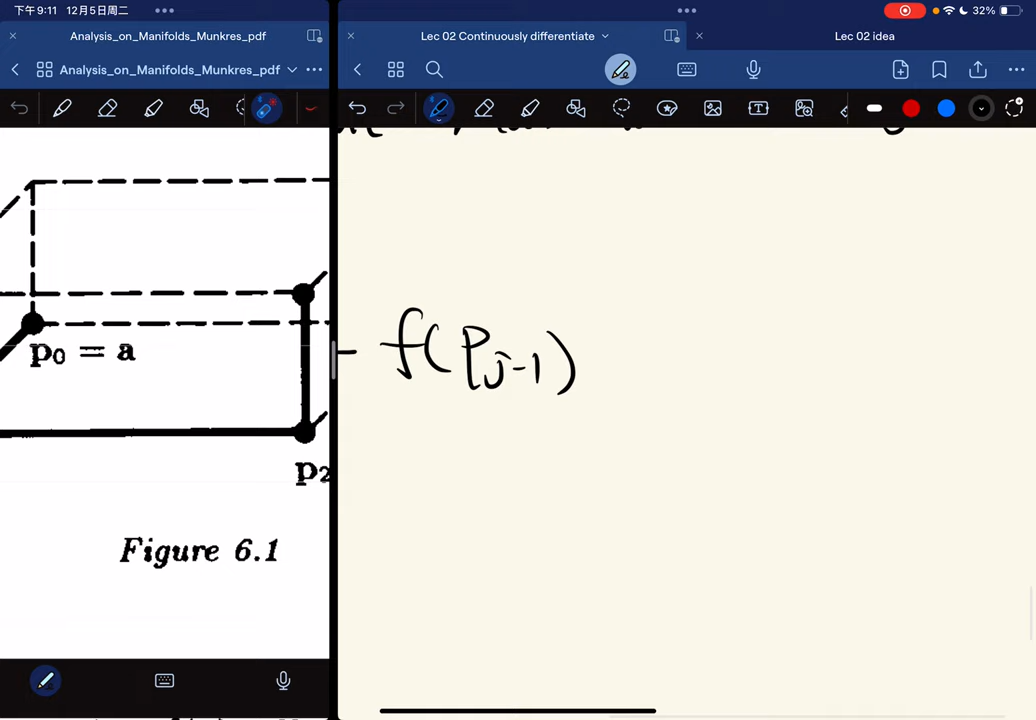 下午9:11 12月5日周二
32%
Analysis_on_Manifolds_Munkres_pdf
Lec 02 Continuously differentiate
Lec 02 idea
Analysis_on_Manifolds_Munkres_pdf
p₀ = a
p₂
Figure 6.1
- f(p_{j-1})